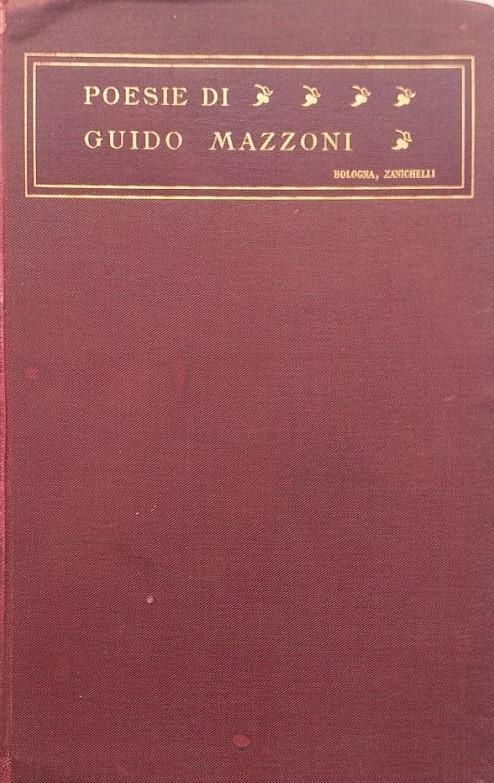 POESIE DI
GUIDO MAZZONI
BOLOGNA, ZANICHELLI